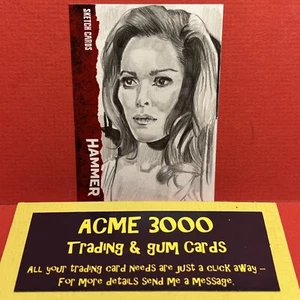 SKETCH CARDS
HAMMER
ACME 3000
Trading & Gum Cards
All your trading card needs are just a click away –
For more details send me a message.